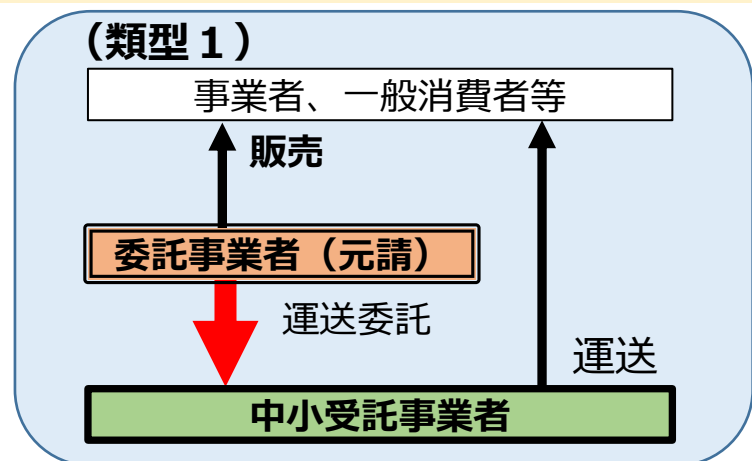 （類型１）
事業者、一般消費者等
販売
委託事業者（元請）
運送委託
運送
中小受託事業者